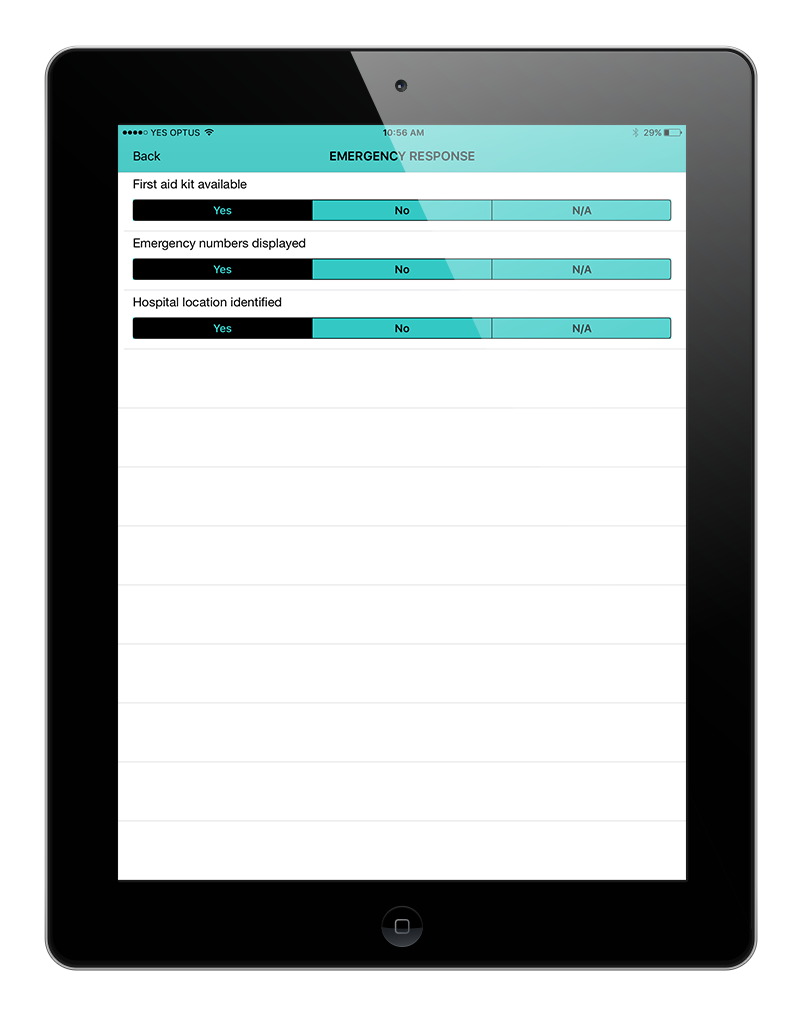 YES OPTUS 10:56 AM 29%
Back EMERGENCY RESPONSE
First aid kit available
Yes No N/A
Emergency numbers displayed
Yes No N/A
Hospital location identified
Yes No N/A